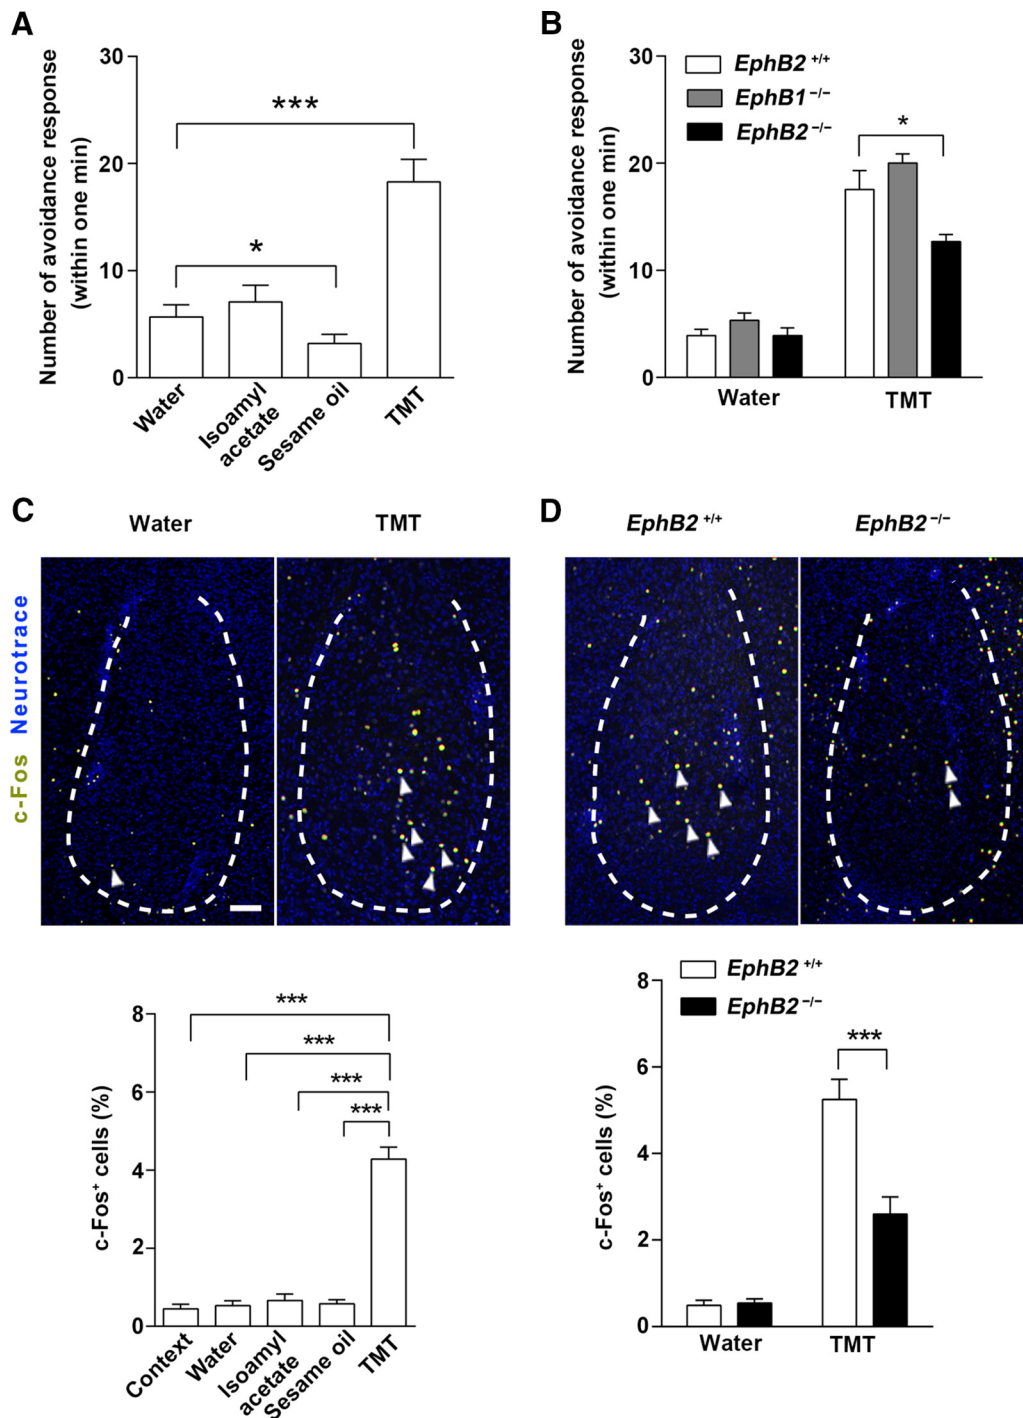 A
Number of avoidance response
(within one min)
30
20
10
0
***
*
Water
Isoamyl
acetate
Sesame oil
TMT
B
Number of avoidance response
(within one min)
30
20
10
0
EphB2 +/+
EphB1 −/−
EphB2 −/−
*
Water
TMT
C
Water
TMT
c-Fos Neurotrace
D
EphB2 +/+
EphB2 −/−
c-Fos+ cells (%)
8
6
4
2
0
***
***
***
***
Context
Water
Isoamyl
acetate
Sesame oil
TMT
c-Fos+ cells (%)
8
6
4
2
0
EphB2 +/+
EphB2 −/−
***
Water
TMT